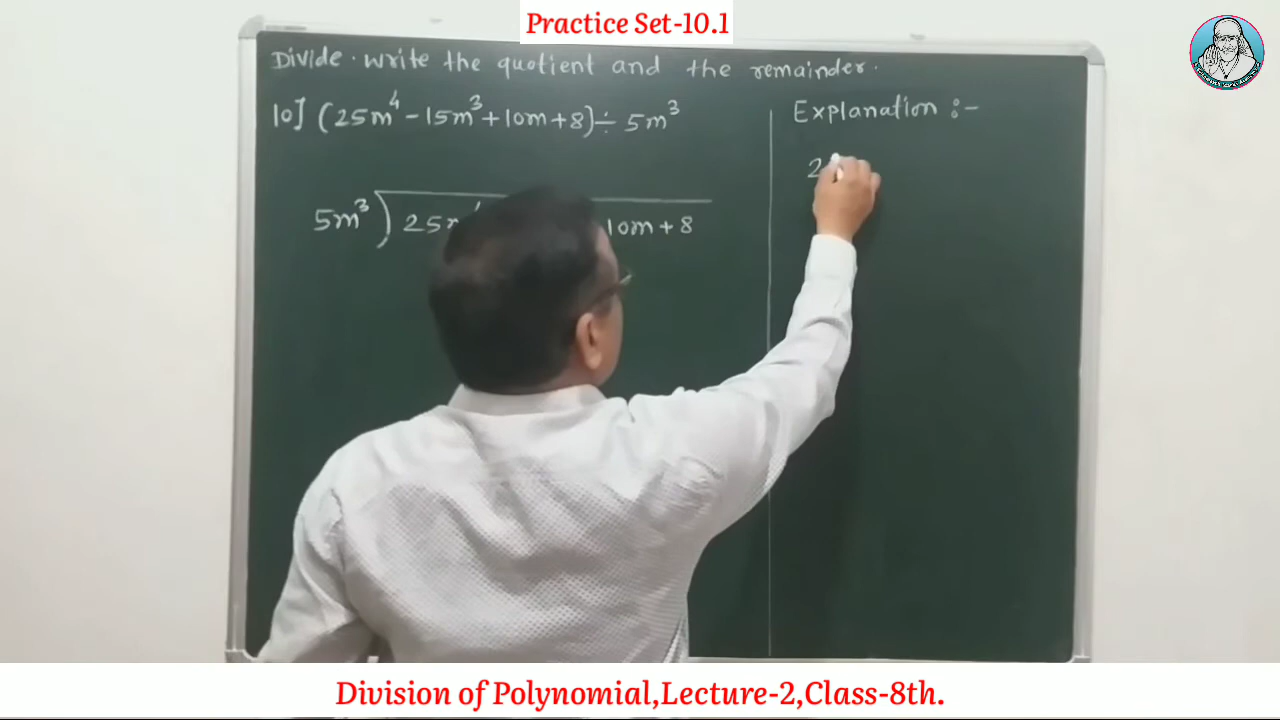 Practice Set-10.1
Divide. Write the quotient and the remainder.
10] (25m⁴ - 15m³ + 10m + 8) ÷ 5m³
Explanation :-
2
5m³ ) 25 10m + 8
Division of Polynomial,Lecture-2,Class-8th.